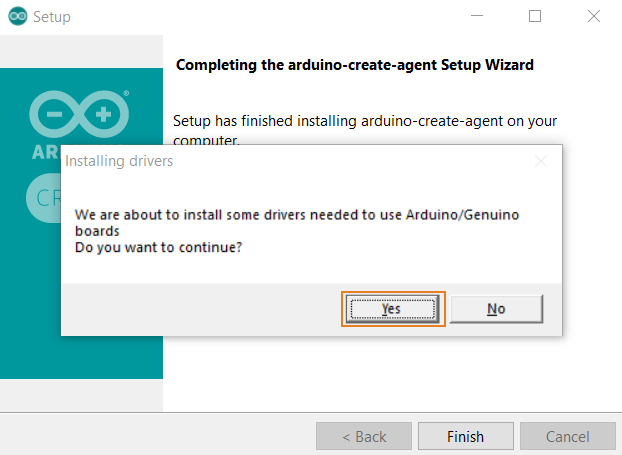 Setup
Completing the arduino-create-agent Setup Wizard
Setup has finished installing arduino-create-agent on your
computer.
Installing drivers
We are about to install some drivers needed to use Arduino/Genuino
boards
Do you want to continue?
Yes
No
< Back
Finish
Cancel